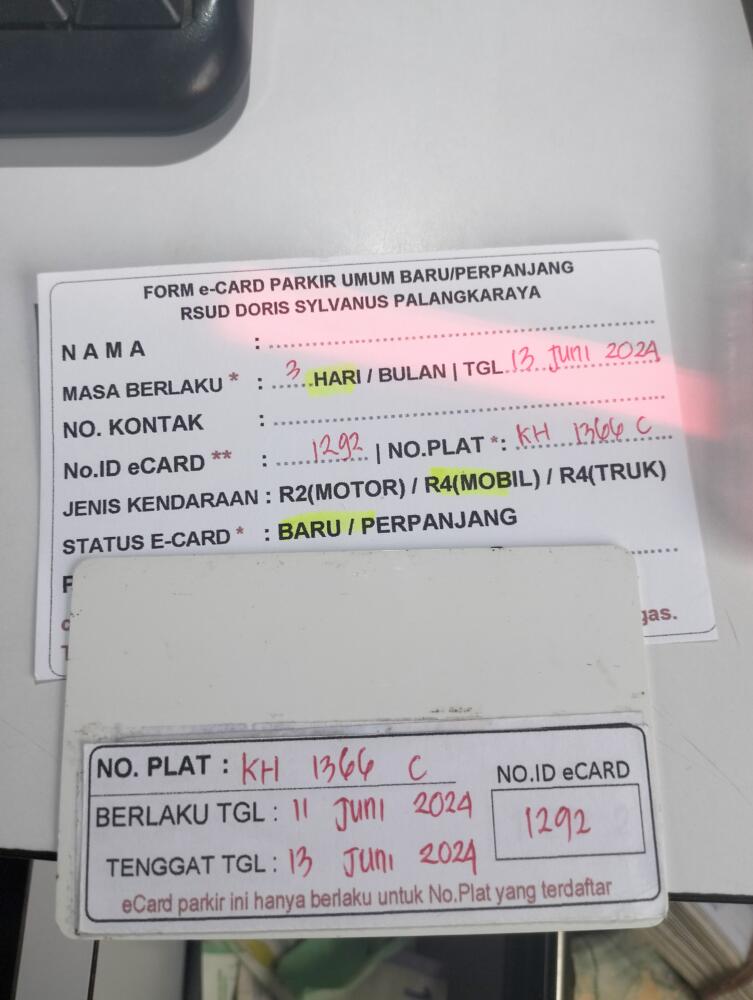 FORM e-CARD PARKIR UMUM BARU/PERPANJANG
RSUD DORIS SYLVANUS PALANGKARAYA
N A M A :
MASA BERLAKU * : 3 HARI / BULAN | TGL 13 JUNI 2024
NO. KONTAK :
No.ID eCARD ** : 1292 | NO.PLAT *: KH 1366 C
JENIS KENDARAAN : R2(MOTOR) / R4(MOBIL) / R4(TRUK)
STATUS E-CARD * : BARU / PERPANJANG
NO. PLAT : KH 1366 C
NO.ID eCARD
BERLAKU TGL : 11 JUNI 2024
1292
TENGGAT TGL : 13 JUNI 2024
eCard parkir ini hanya berlaku untuk No.Plat yang terdaftar